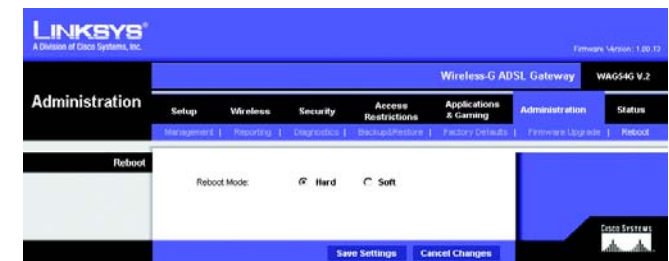 LINKSYS®
A Division of Cisco Systems, Inc.
Firmware Version: 1.00.13
Wireless-G ADSL Gateway WAG54G V.2
Administration
Setup Wireless Security Access Restrictions Applications & Gaming Administration Status
Management | Reporting | Diagnostics | Backup&Restore | Factory Defaults | Firmware Upgrade | Reboot
Reboot
Reboot Mode: Hard Soft
CISCO SYSTEMS
Save Settings Cancel Changes